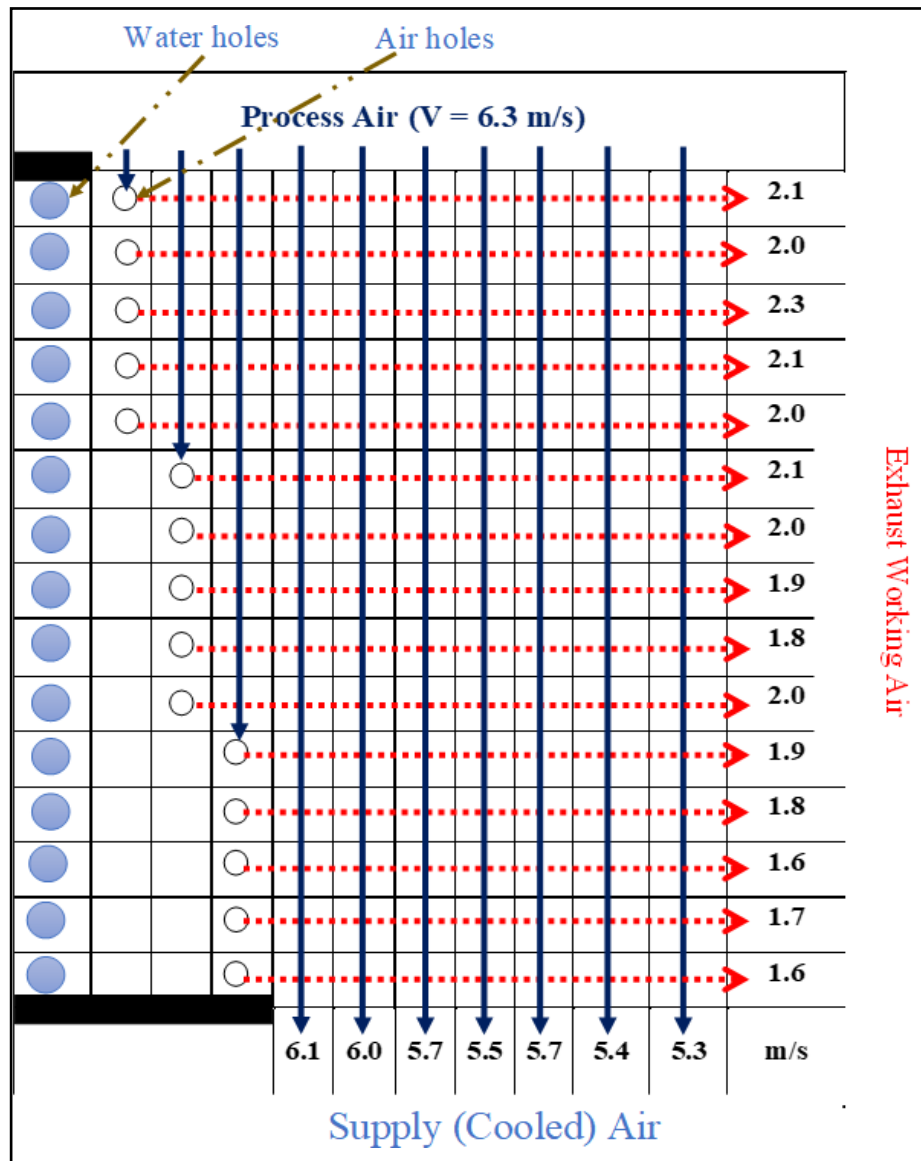 Water holes
Air holes
Process Air (V = 6.3 m/s)
2.1
2.0
2.3
2.1
2.0
2.1
2.0
1.9
1.8
2.0
1.9
1.8
1.6
1.7
1.6
Exhaust Working Air
6.1 6.0 5.7 5.5 5.7 5.4 5.3 m/s
Supply (Cooled) Air